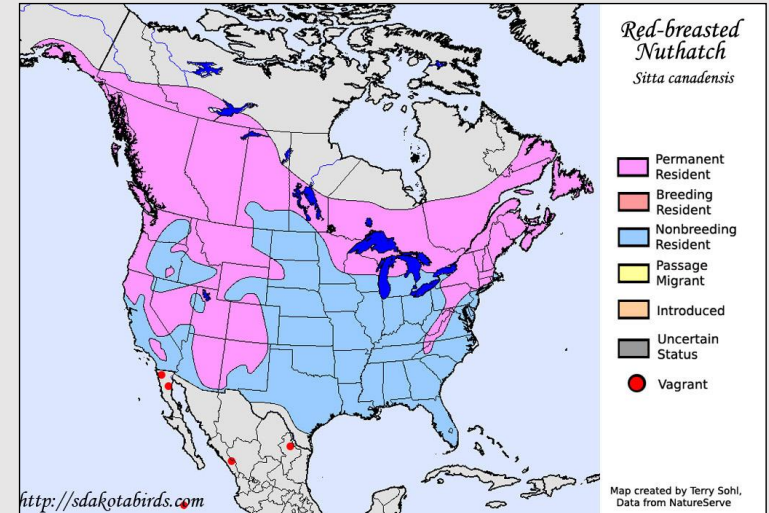 Red-breasted
Nuthatch
Sitta canadensis
Permanent
Resident
Breeding
Resident
Nonbreeding
Resident
Passage
Migrant
Introduced
Uncertain
Status
Vagrant
http://sdakotabirds.com
Map created by Terry Sohl,
Data from NatureServe